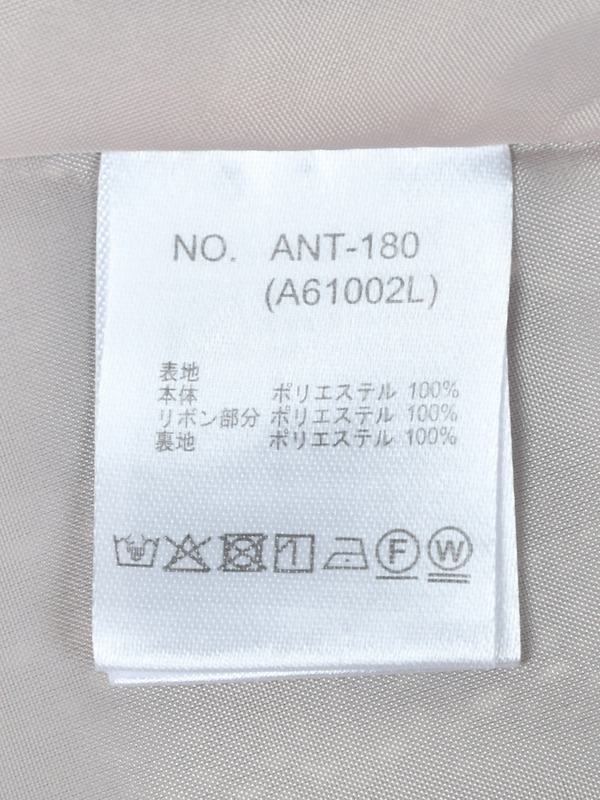 NO. ANT-180
(A61002L)
表地
本体 ポリエステル 100%
リボン部分 ポリエステル 100%
裏地 ポリエステル 100%
F W